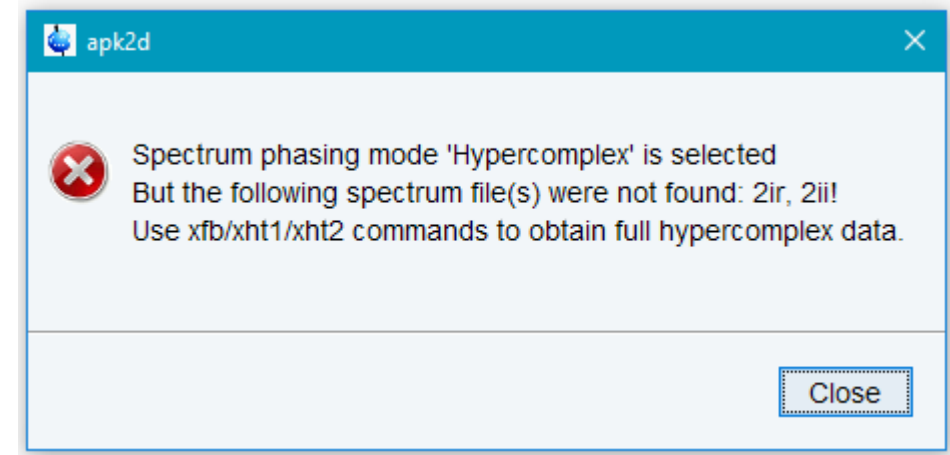 apk2d
Spectrum phasing mode 'Hypercomplex' is selected
But the following spectrum file(s) were not found: 2ir, 2ii!
Use xfb/xht1/xht2 commands to obtain full hypercomplex data.
Close